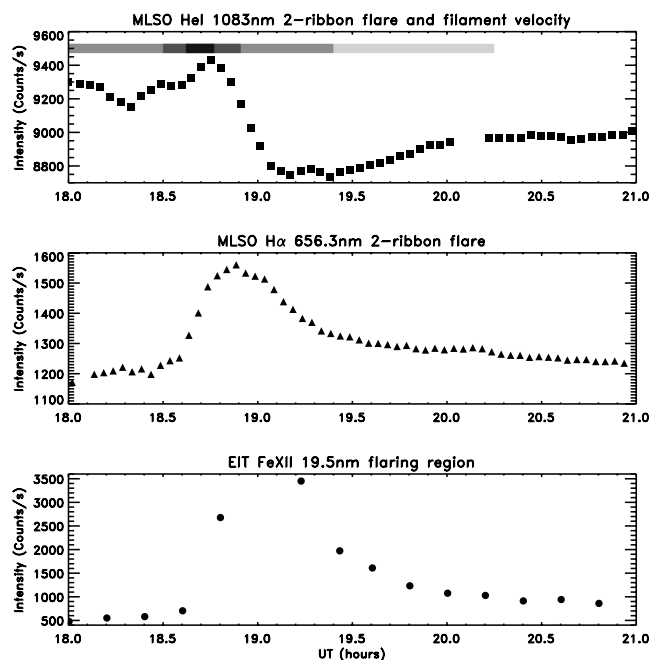 MLSO HeI 1083nm 2-ribbon flare and filament velocity
Intensity (Counts/s)
9600
9400
9200
9000
8800
18.0 18.5 19.0 19.5 20.0 20.5 21.0
MLSO Hα 656.3nm 2-ribbon flare
Intensity (Counts/s)
1600
1500
1400
1300
1200
1100
18.0 18.5 19.0 19.5 20.0 20.5 21.0
EIT FeXII 19.5nm flaring region
Intensity (Counts/s)
3500
3000
2500
2000
1500
1000
500
18.0 18.5 19.0 19.5 20.0 20.5 21.0
UT (hours)